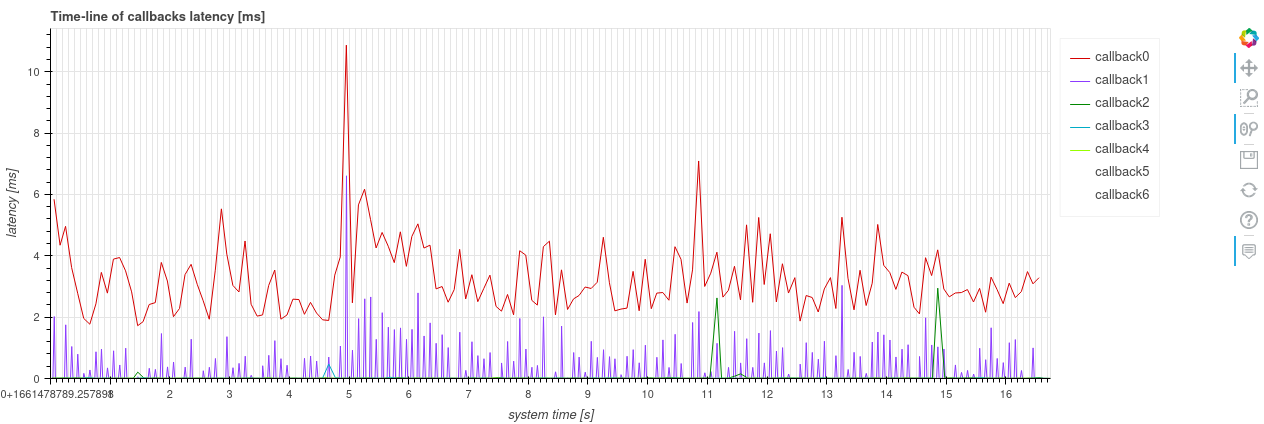 Time-line of callbacks latency [ms]
callback0
callback1
callback2
callback3
callback4
callback5
callback6
latency [ms]
10
8
6
4
2
0
0+1661478789.257898
1 2 3 4 5 6 7 8 9 10 11 12 13 14 15 16
system time [s]